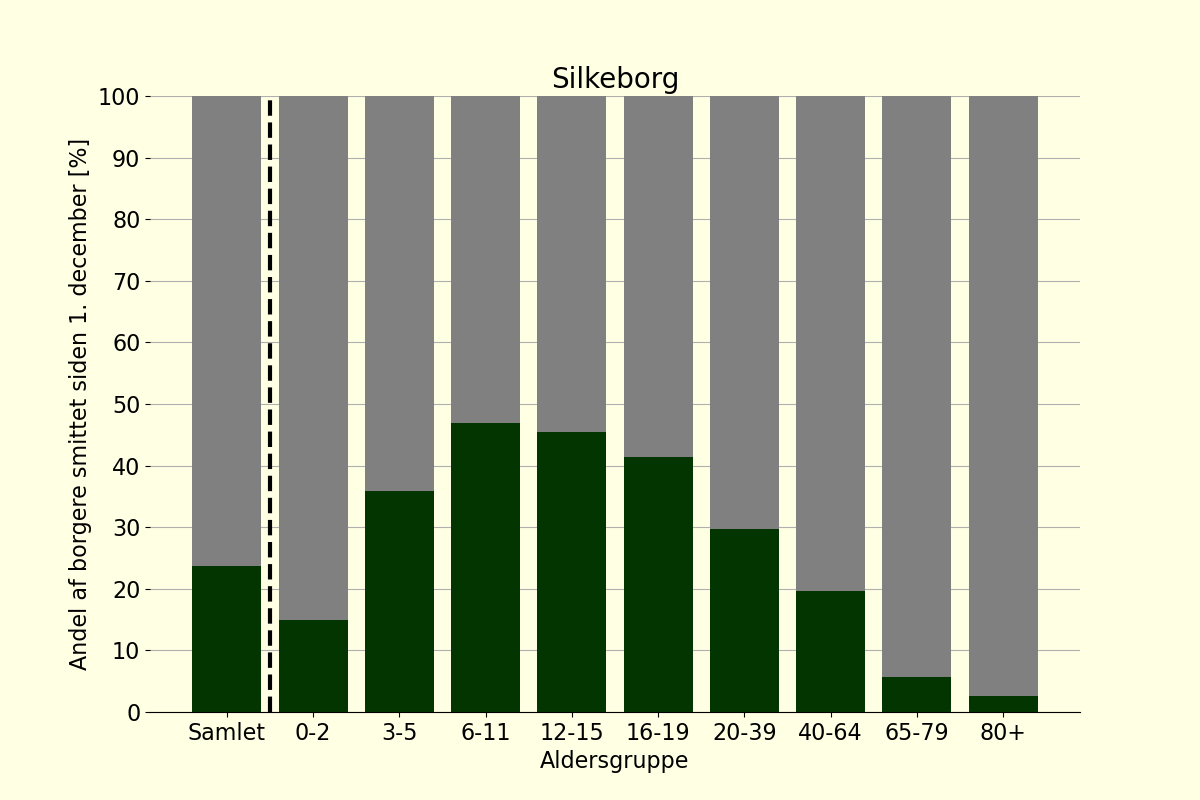 Silkeborg
Andel af borgere smittet siden 1. december [%]
100
90
80
70
60
50
40
30
20
10
0
Samlet 0-2 3-5 6-11 12-15 16-19 20-39 40-64 65-79 80+
Aldersgruppe